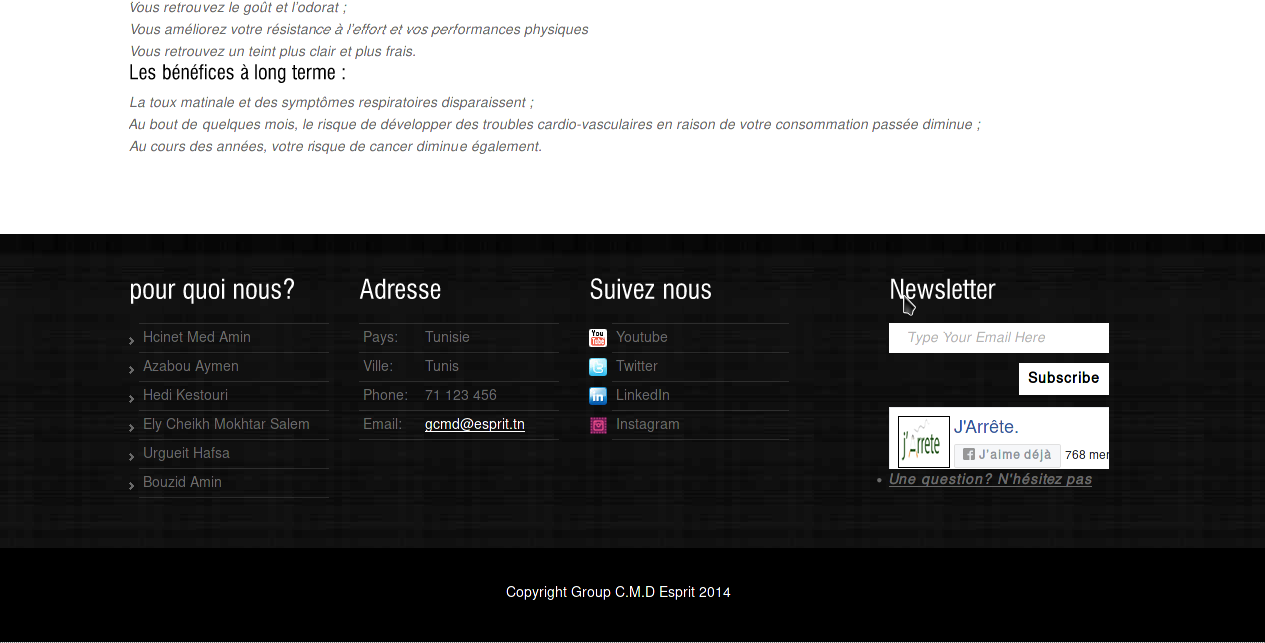 Vous retrouvez le goût et l'odorat ;
Vous améliorez votre résistance à l'effort et vos performances physiques
Vous retrouvez un teint plus clair et plus frais.
Les bénéfices à long terme :
La toux matinale et des symptômes respiratoires disparaissent ;
Au bout de quelques mois, le risque de développer des troubles cardio-vasculaires en raison de votre consommation passée diminue ;
Au cours des années, votre risque de cancer diminue également.
pour quoi nous?
Hcinet Med Amin
Azabou Aymen
Hedi Kestouri
Ely Cheikh Mokhtar Salem
Urgueit Hafsa
Bouzid Amin
Adresse
Pays: Tunisie
Ville: Tunis
Phone: 71 123 456
Email: gcmd@esprit.tn
Suivez nous
You Tube Youtube
Twitter
in LinkedIn
Instagram
Newsletter
Type Your Email Here
Subscribe
j'Arrete J'Arrête.
J'aime déjà 768 mer
Une question? N'hésitez pas
Copyright Group C.M.D Esprit 2014